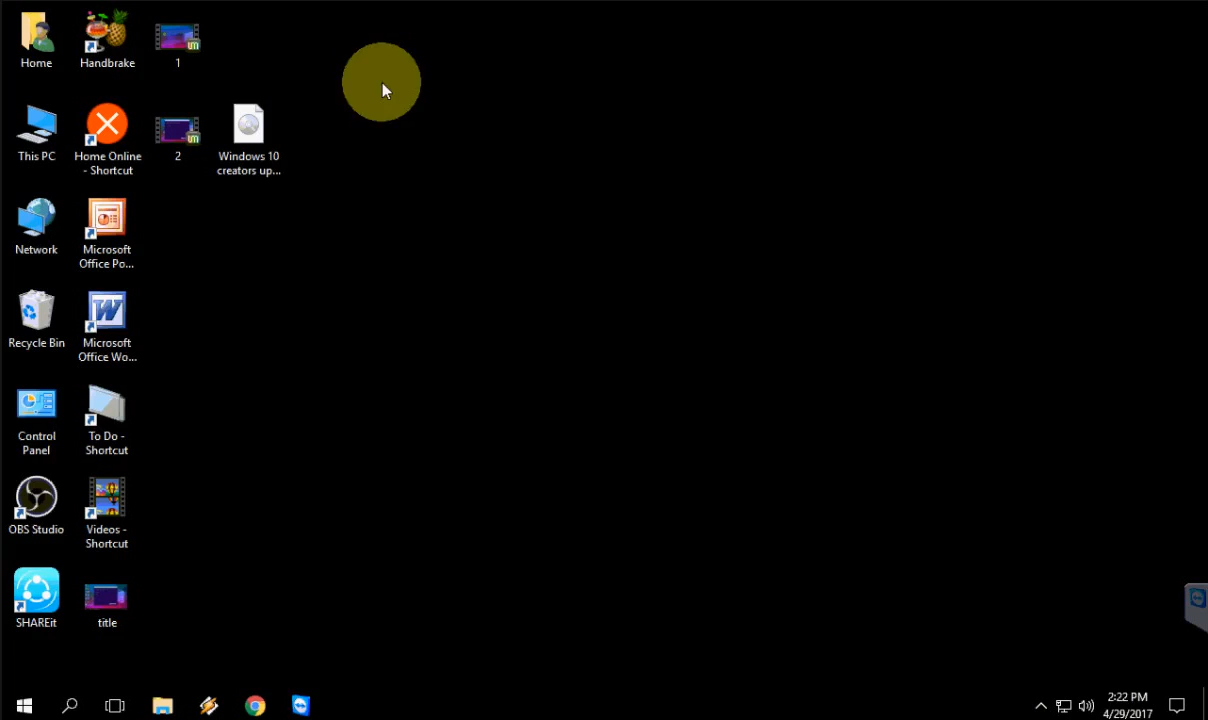 Home
Handbrake
1
This PC
Home Online
- Shortcut
2
Windows 10
creators up...
Network
Microsoft
Office Po...
Recycle Bin
Microsoft
Office Wo...
Control
Panel
To Do -
Shortcut
OBS Studio
Videos -
Shortcut
SHAREit
title
2:22 PM
4/29/2017